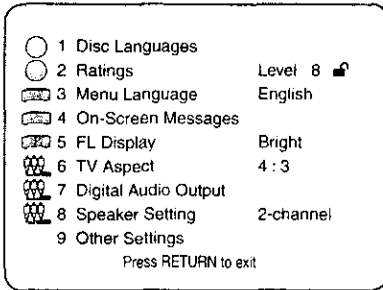 1 Disc Languages
2 Ratings Level 8
3 Menu Language English
4 On-Screen Messages
5 FL Display Bright
6 TV Aspect 4 : 3
7 Digital Audio Output
8 Speaker Setting 2-channel
9 Other Settings
Press RETURN to exit